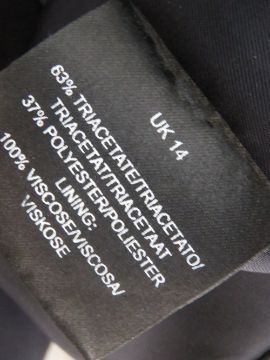 UK 14
63% TRIACETATE/TRIACETATO/
TRIACETAT/TRIACETAAT
37% POLYESTER/POLIESTER
LINING:
100% VISCOSE/VISCOSA/
VISKOSE